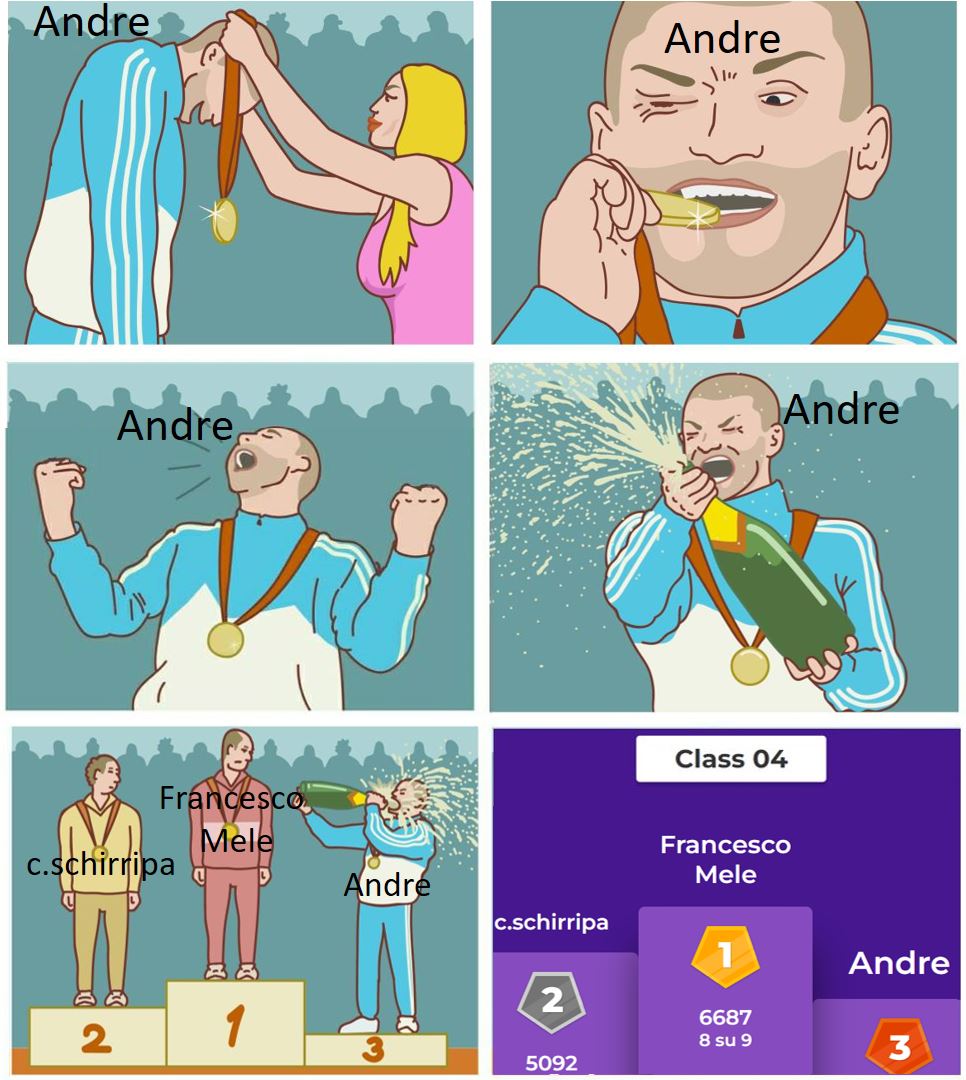 Andre
Andre
Andre
Andre
Francesco
Mele
c.schirripa
Andre
2
1
3
Class 04
Francesco
Mele
c.schirripa
Andre
1
2
3
6687
8 su 9
5092